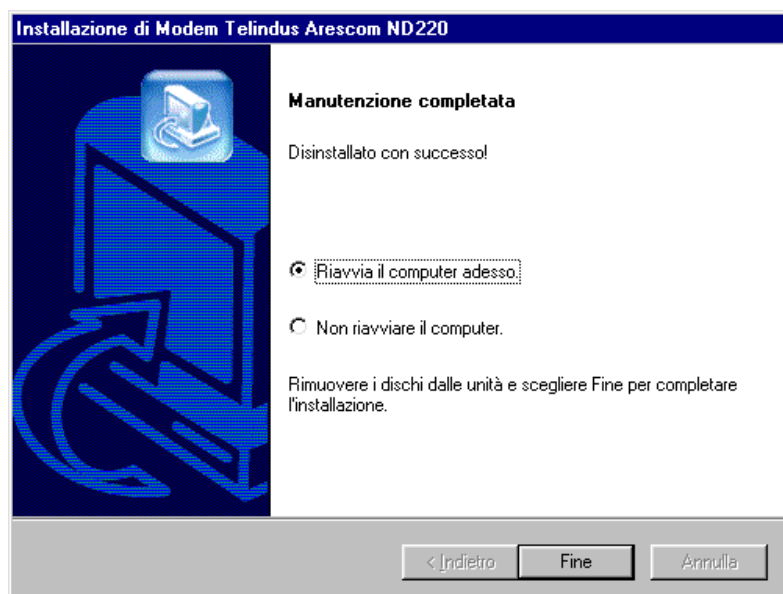 Installazione di Modem Telindus Arescom ND220
Manutenzione completata
Disinstallato con successo!
Riavvia il computer adesso.
Non riavviare il computer.
Rimuovere i dischi dalle unità e scegliere Fine per completare
l'installazione.
< Indietro
Fine
Annulla